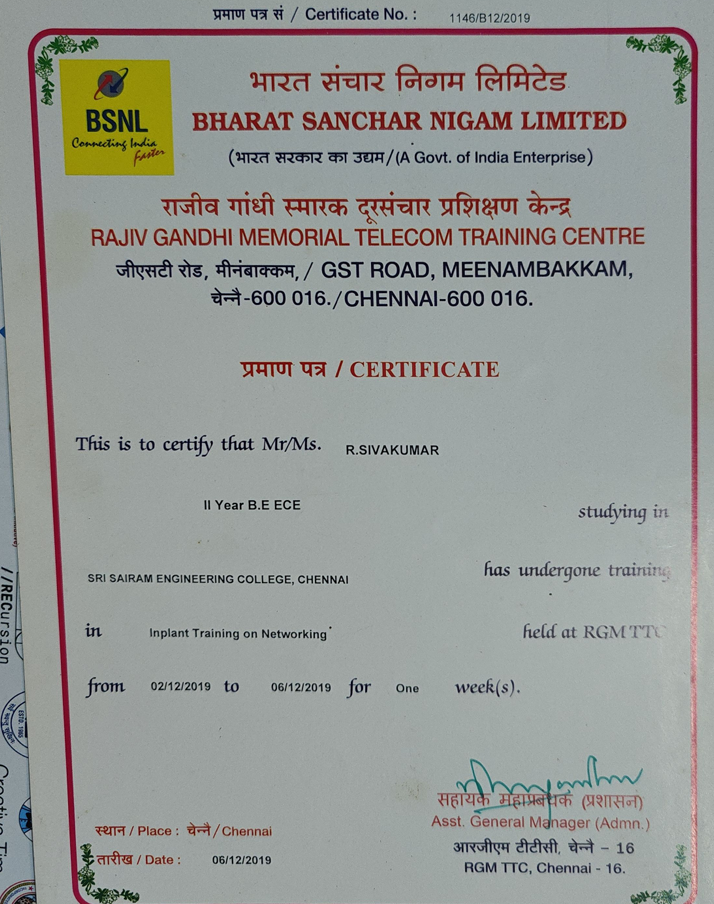 प्रमाण पत्र सं / Certificate No. : 1146/B12/2019
BSNL
Connecting India
Faster
भारत संचार निगम लिमिटेड
BHARAT SANCHAR NIGAM LIMITED
(भारत सरकार का उद्यम/(A Govt. of India Enterprise)
राजीव गांधी स्मारक दूरसंचार प्रशिक्षण केन्द्र
RAJIV GANDHI MEMORIAL TELECOM TRAINING CENTRE
जीएसटी रोड, मीनंबाक्कम,/ GST ROAD, MEENAMBAKKAM,
चेन्नै-600 016./CHENNAI-600 016.
प्रमाण पत्र / CERTIFICATE
This is to certify that Mr/Ms. R.SIVAKUMAR
II Year B.E ECE studying in
SRI SAIRAM ENGINEERING COLLEGE, CHENNAI has undergone training
in Inplant Training on Networking held at RGM TTC
from 02/12/2019 to 06/12/2019 for One week(s).
सहायक महाप्रबंधक (प्रशासन)
Asst. General Manager (Admn.)
आरजीएम टीटीसी, चेन्नै - 16
RGM TTC, Chennai - 16.
स्थान / Place : चेन्नै/Chennai
तारीख / Date : 06/12/2019
//RECursion